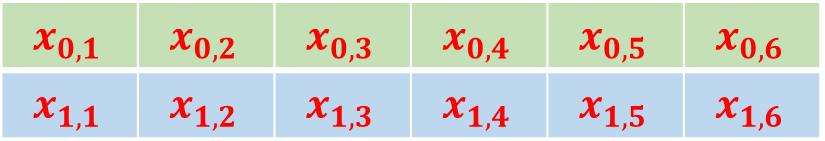 x0,1 x0,2 x0,3 x0,4 x0,5 x0,6
x1,1 x1,2 x1,3 x1,4 x1,5 x1,6